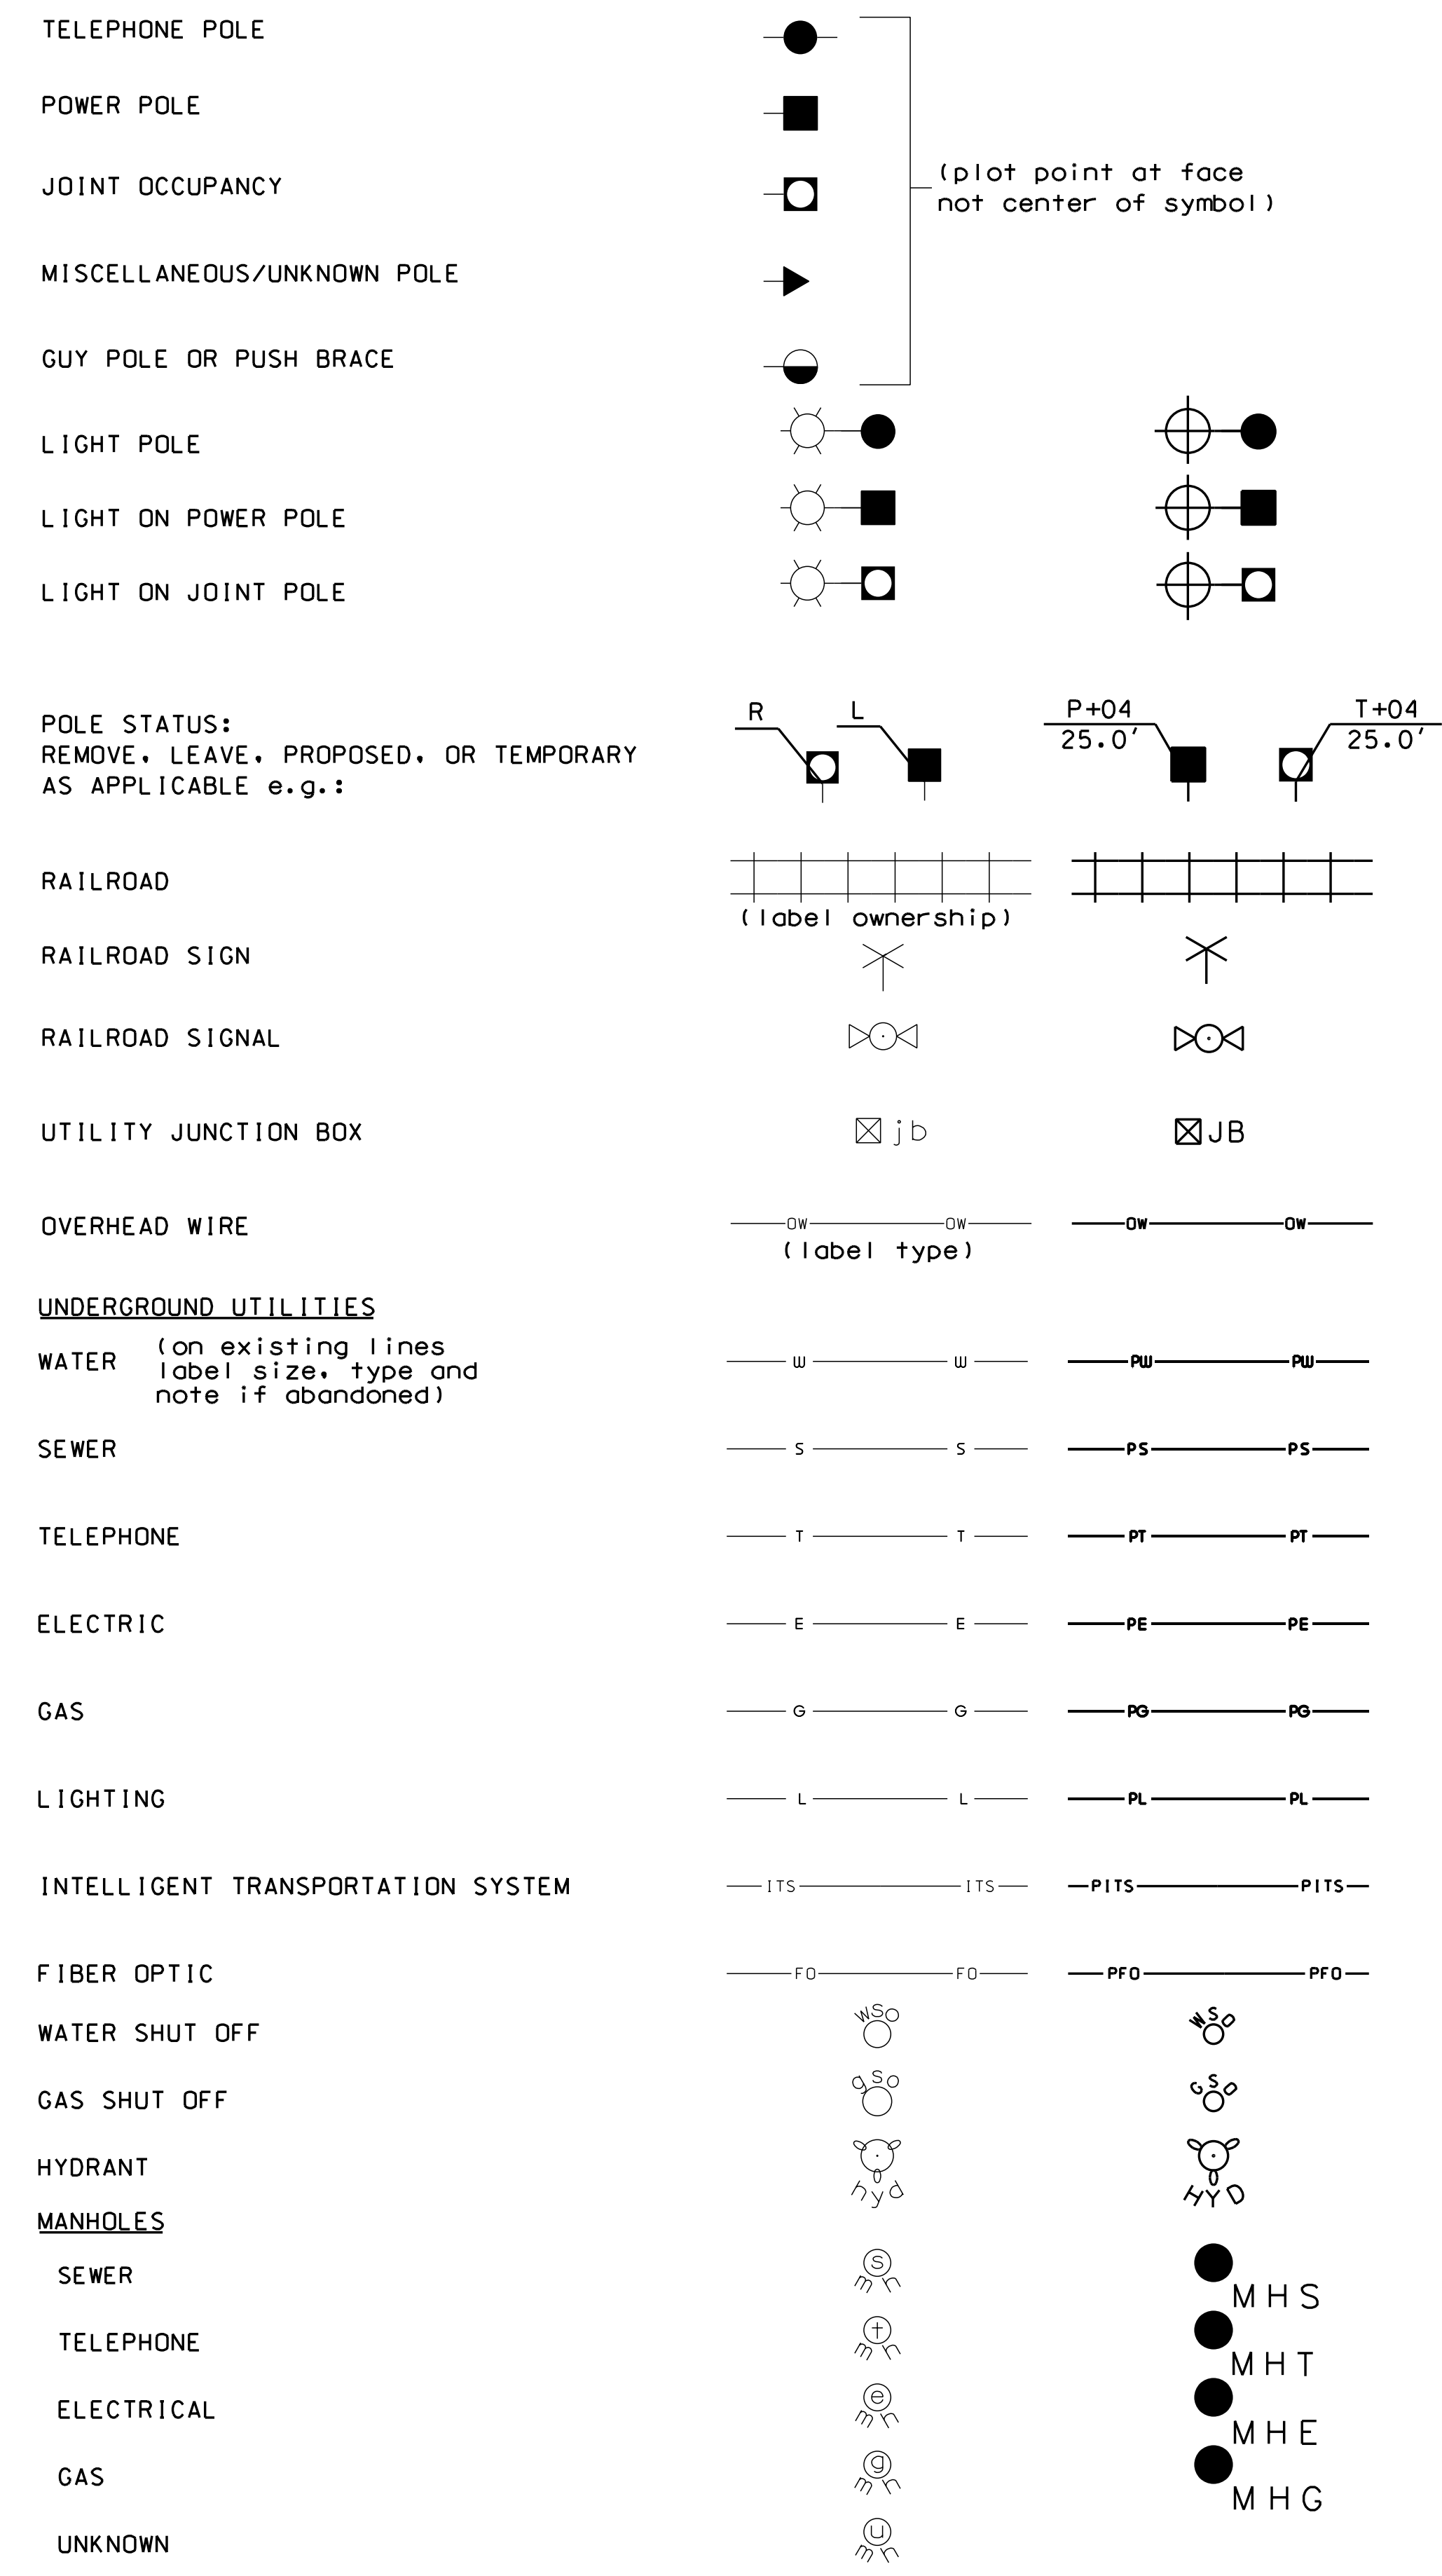 TELEPHONE POLE
POWER POLE
JOINT OCCUPANCY
(plot point at face
not center of symbol)
MISCELLANEOUS/UNKNOWN POLE
GUY POLE OR PUSH BRACE
LIGHT POLE
LIGHT ON POWER POLE
LIGHT ON JOINT POLE
POLE STATUS:
REMOVE, LEAVE, PROPOSED, OR TEMPORARY
AS APPLICABLE e.g.:
R
L
P+04
25.0'
T+04
25.0'
RAILROAD
(label ownership)
RAILROAD SIGN
RAILROAD SIGNAL
UTILITY JUNCTION BOX
jb
JB
OVERHEAD WIRE
OW OW
OW OW
(label type)
UNDERGROUND UTILITIES
WATER
(on existing lines
label size, type and
note if abandoned)
W W
PW PW
SEWER
S S
PS PS
TELEPHONE
T T
PT PT
ELECTRIC
E E
PE PE
GAS
G G
PG PG
LIGHTING
L L
PL PL
INTELLIGENT TRANSPORTATION SYSTEM
ITS ITS
PITS PITS
FIBER OPTIC
FO FO
PFO PFO
WATER SHUT OFF
WSO
WSO
GAS SHUT OFF
gso
GSO
HYDRANT
hyd
HYD
MANHOLES
SEWER
s
mh
MHS
TELEPHONE
t
mh
MHT
ELECTRICAL
e
mh
MHE
GAS
g
mh
MHG
UNKNOWN
u
mh